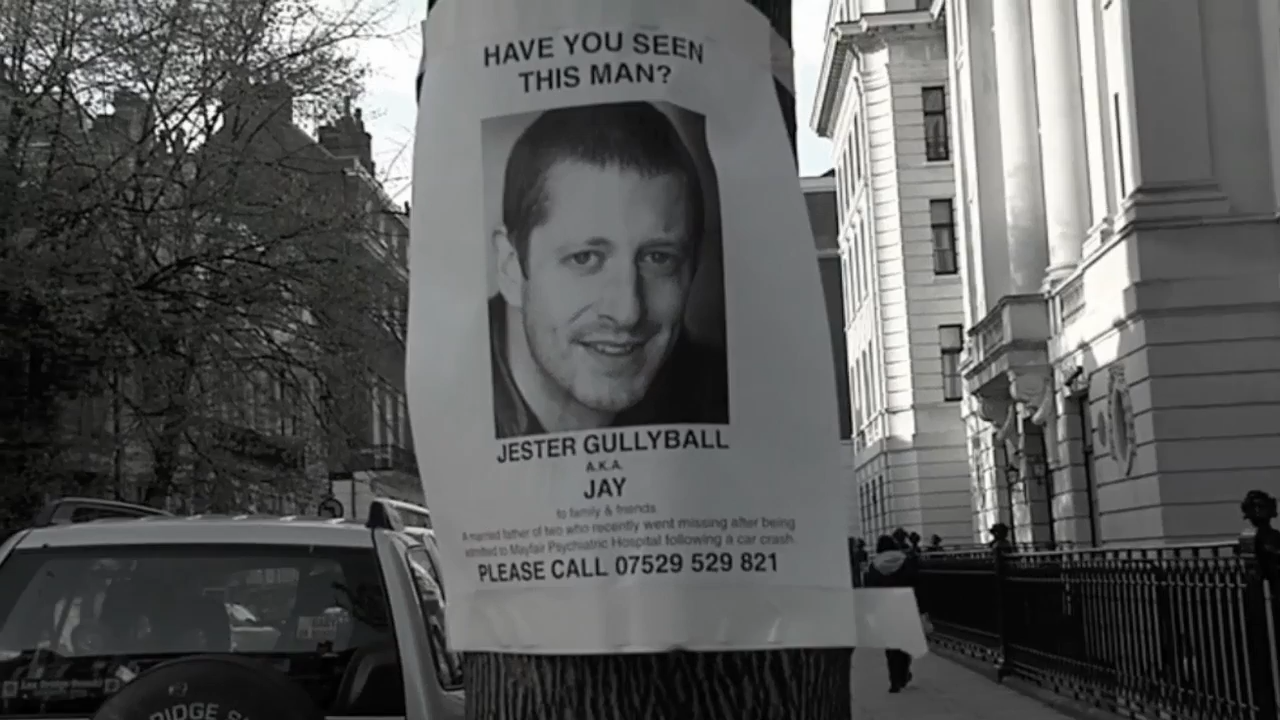 HAVE YOU SEEN
THIS MAN?
JESTER GULLYBALL
A.K.A.
JAY
to family & friends
A married father of two who recently went missing after being
admitted to Mayfair Psychiatric Hospital following a car crash.
PLEASE CALL 07529 529 821